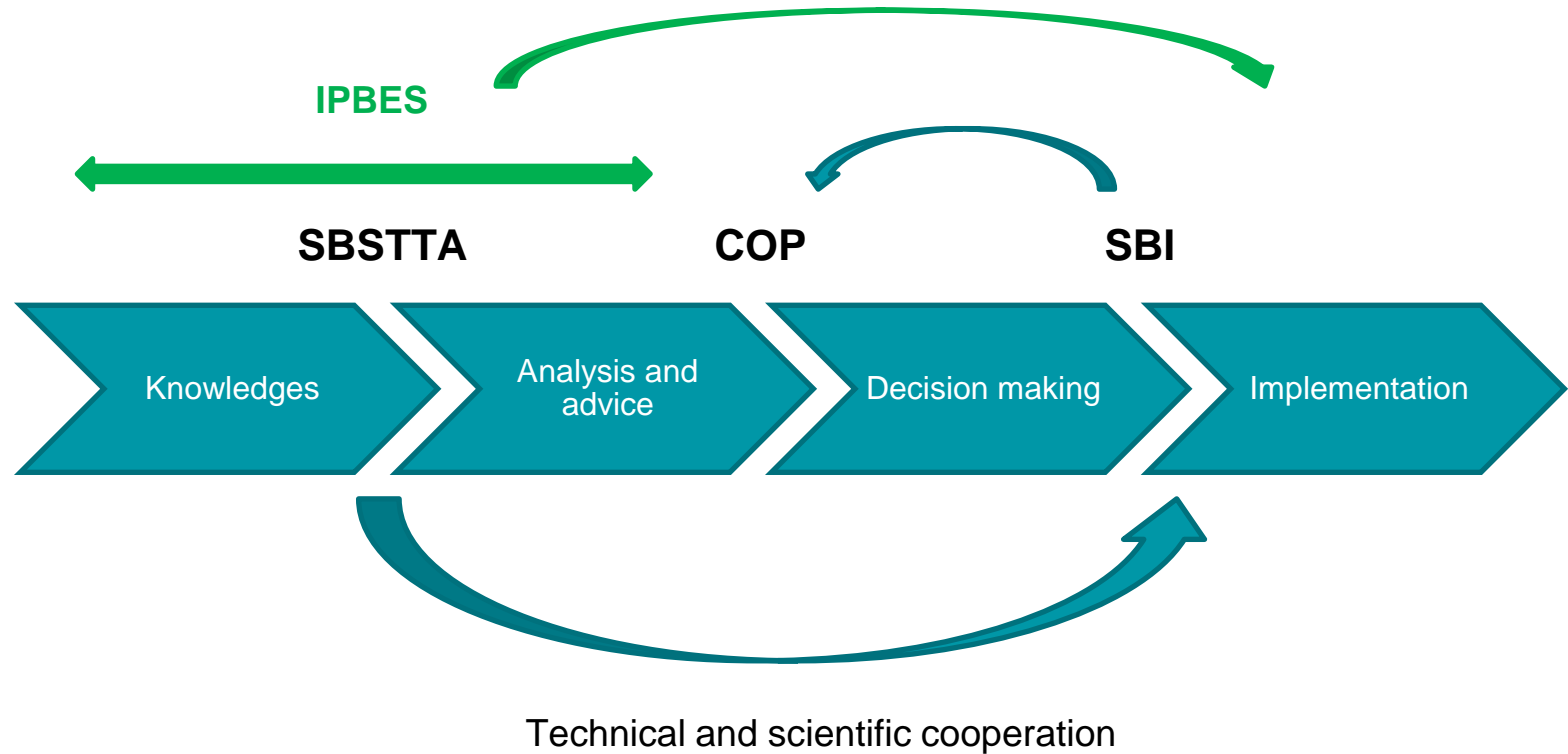 IPBES
SBSTTA
COP
SBI
Knowledges
Analysis and
advice
Decision making
Implementation
Technical and scientific cooperation